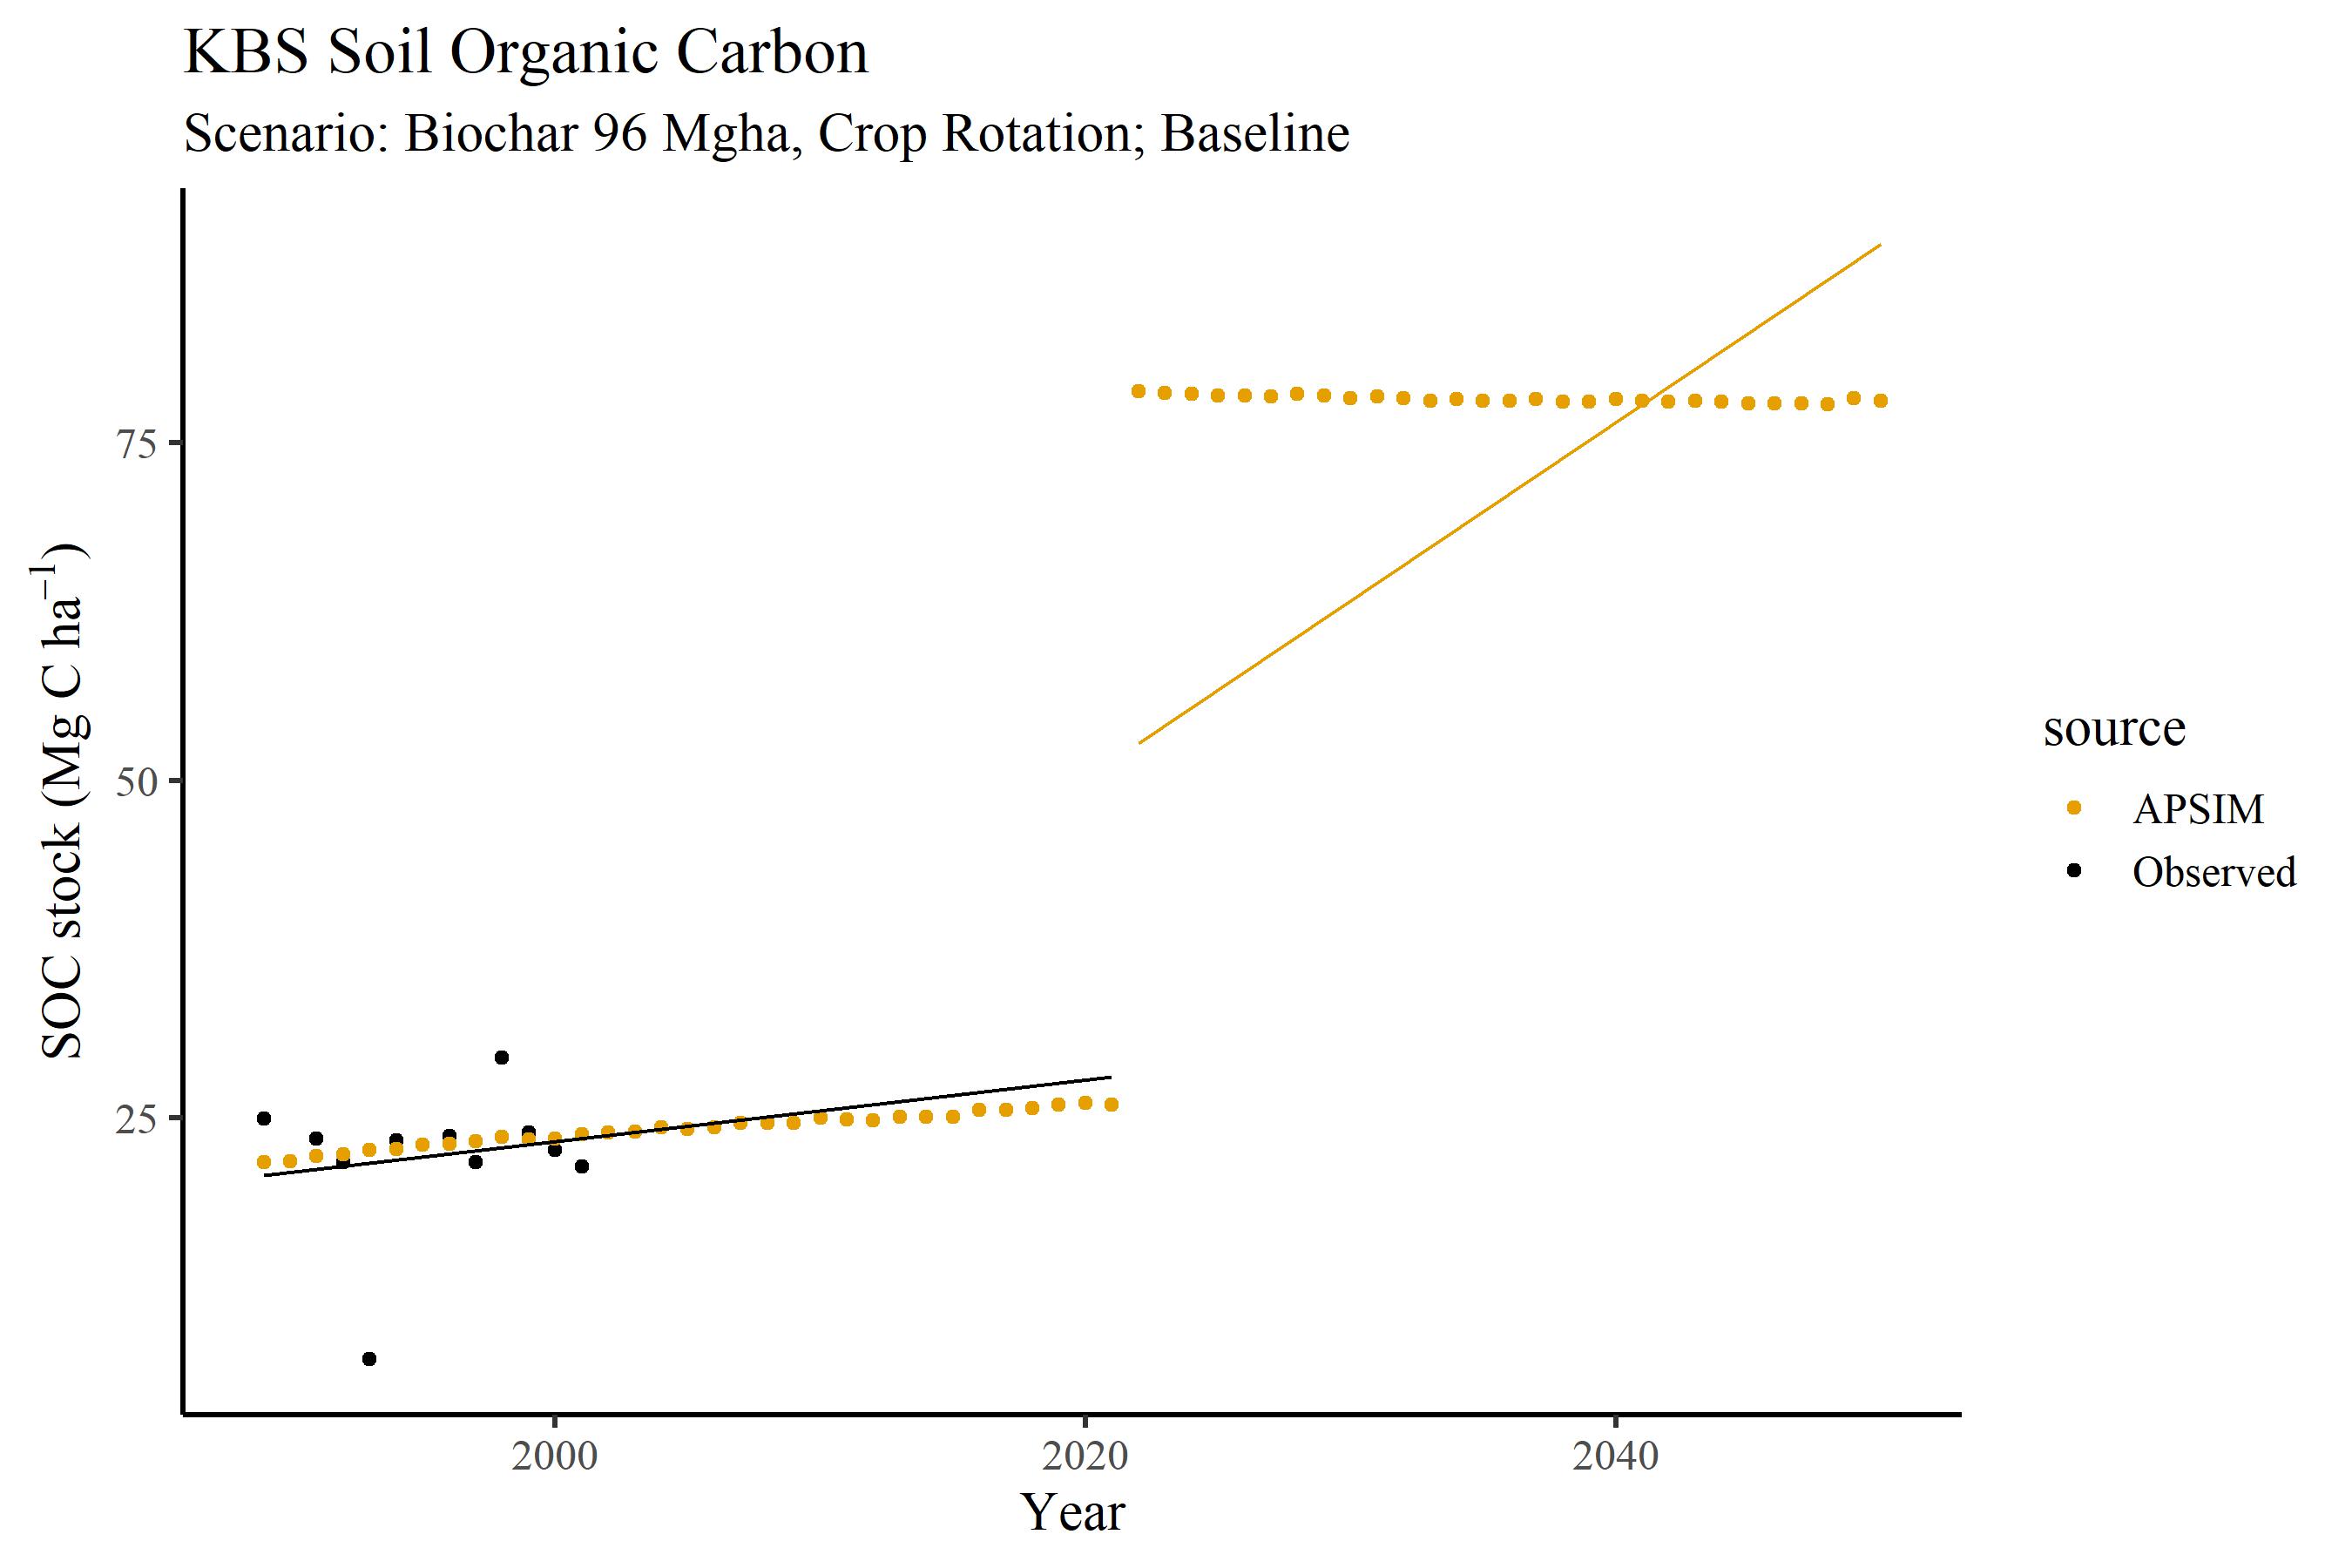 KBS Soil Organic Carbon
Scenario: Biochar 96 Mgha, Crop Rotation; Baseline
SOC stock (Mg C ha⁻¹)
75
50
25
2000
2020
2040
Year
source
APSIM
Observed